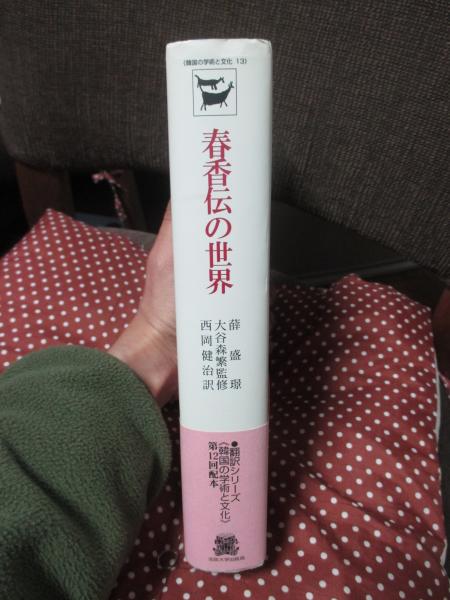 〈韓国の学術と文化 13〉
春香伝の世界
薛盛璟
大谷森繁監修
西岡健治訳
●翻訳シリーズ
《韓国の学術と文化》
第12回配本
法政大学出版局